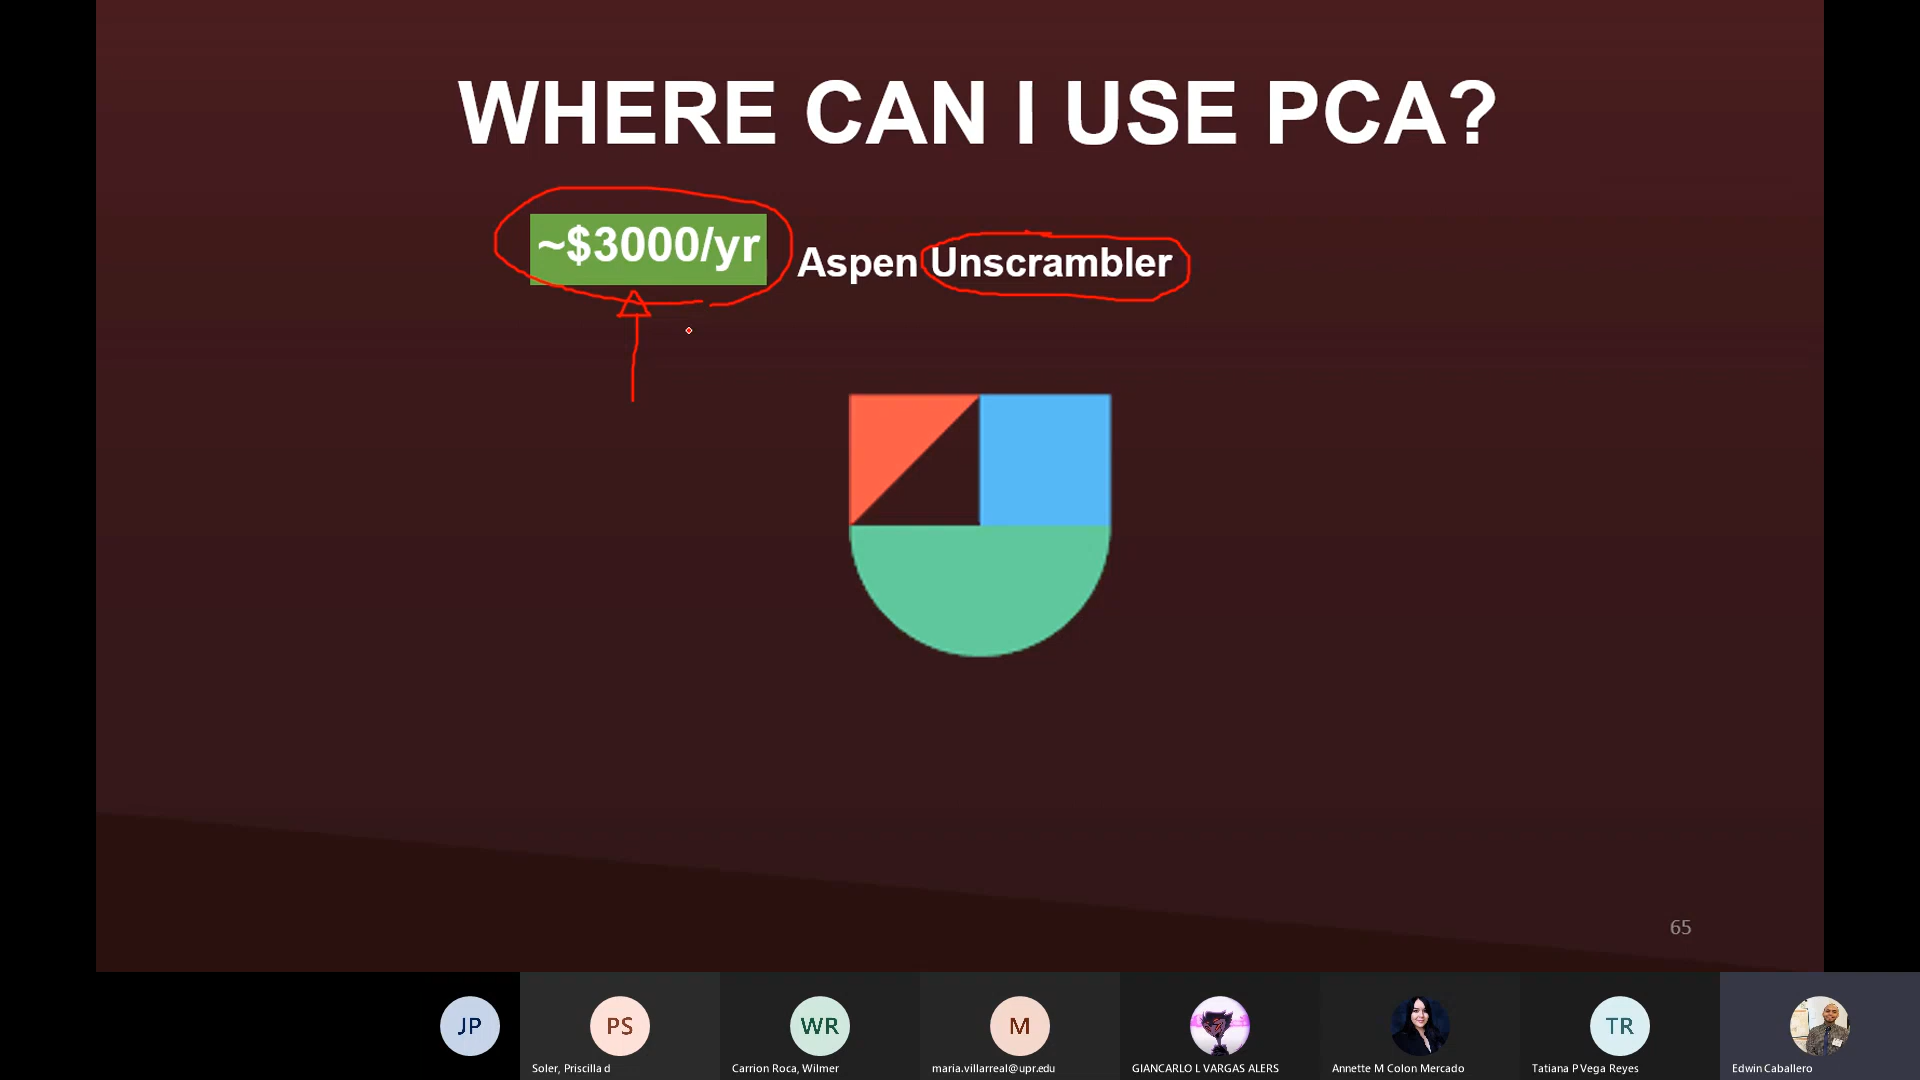 WHERE CAN I USE PCA?
~$3000/yr
Aspen Unscrambler
65
JP
PS
WR
M
TR
Soler, Priscilla d
Carrion Roca, Wilmer
maria.villarreal@upr.edu
GIANCARLO L VARGAS ALERS
Annette M Colon Mercado
Tatiana P Vega Reyes
Edwin Caballero